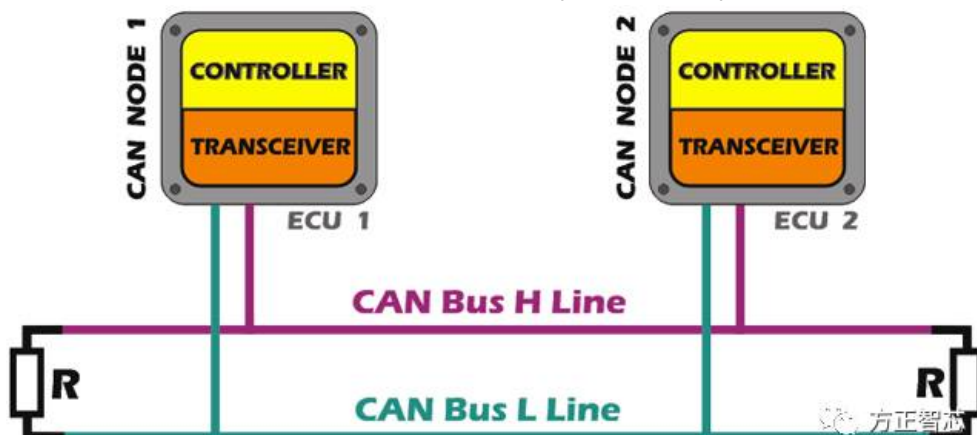 CAN NODE 1
CONTROLLER
TRANSCEIVER
ECU 1
CAN NODE 2
CONTROLLER
TRANSCEIVER
ECU 2
CAN Bus H Line
R
R
CAN Bus L Line
方正智芯